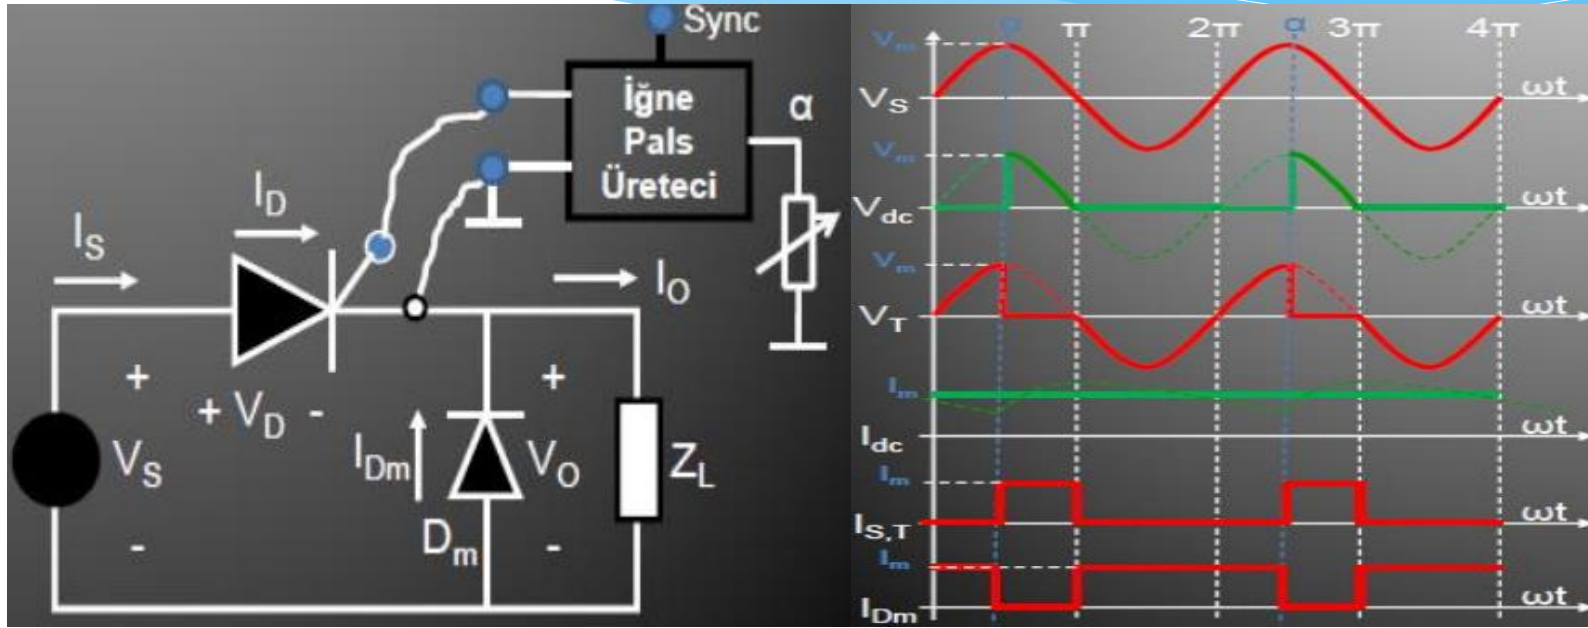 Sync
İğne
Pals
Üreteci
α
I_D
I_S
I_O
+
+ V_D -
V_S
-
I_Dm
D_m
+
V_O
-
Z_L
α π 2π α 3π 4π
V_m
V_S ωt
V_m
V_dc ωt
V_m
V_T ωt
I_m
I_dc ωt
I_m
I_S,T ωt
I_m
I_Dm ωt